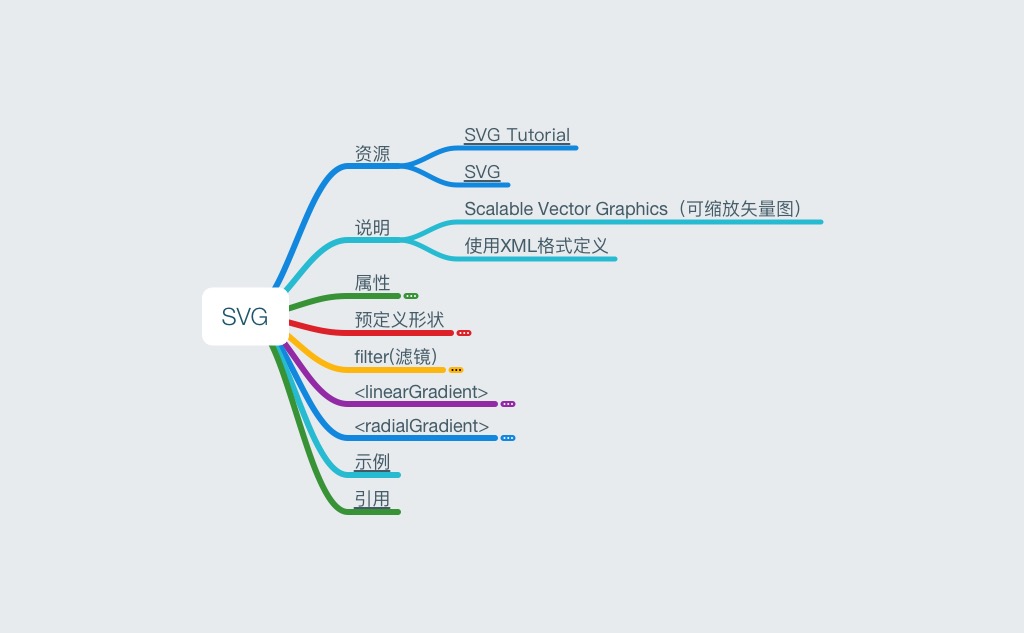 SVG
资源
SVG Tutorial
SVG
说明
Scalable Vector Graphics（可缩放矢量图）
使用XML格式定义
属性
预定义形状
filter(滤镜）
<linearGradient>
<radialGradient>
示例
引用